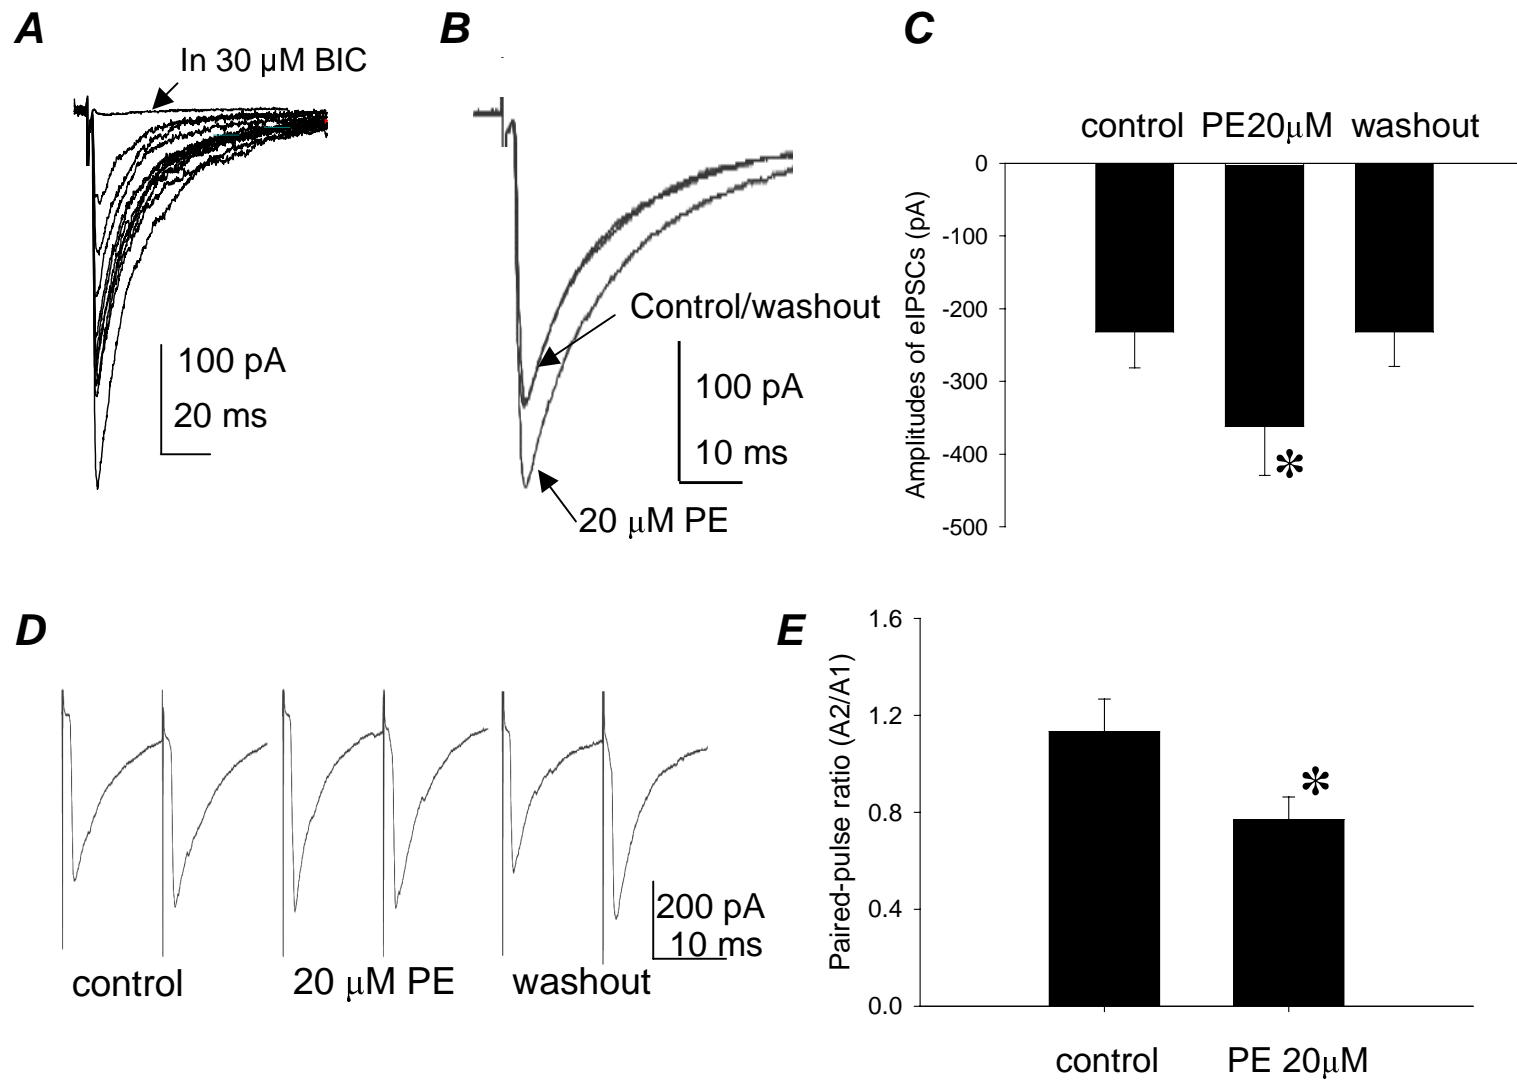 A
In 30 µM BIC
100 pA
20 ms
B
Control/washout
100 pA
10 ms
20 µM PE
C
control PE20µM washout
Amplitudes of eIPSCs (pA)
0
-100
-200
-300
-400
-500
*
D
200 pA
10 ms
control
20 µM PE
washout
E
Paired-pulse ratio (A2/A1)
1.6
1.2
0.8
0.4
0.0
*
control
PE 20µM